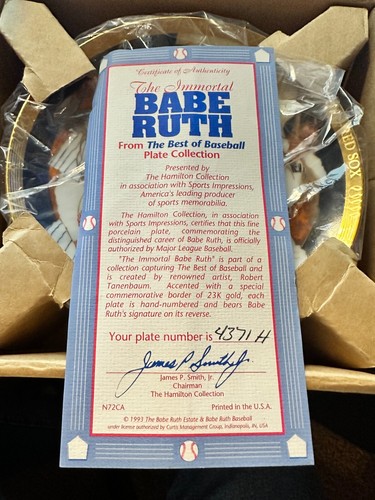 Certificate of Authenticity
The Immortal
BABE
RUTH
From The Best of Baseball
Plate Collection
Presented by
The Hamilton Collection
in association with Sports Impressions,
America's leading producer
of sports memorabilia.
The Hamilton Collection, in association
with Sports Impressions, certifies that this fine
porcelain plate, commemorating the
distinguished career of Babe Ruth, is officially
authorized by Major League Baseball.
"The Immortal Babe Ruth" is part of a
collection capturing The Best of Baseball and
is created by renowned artist, Robert
Tanenbaum. Accented with a special
commemorative border of 23K gold, each
plate is hand-numbered and bears Babe
Ruth's signature on its reverse.
Your plate number is 4371 H
James P. Smith, Jr.
James P. Smith, Jr.
Chairman
The Hamilton Collection
N72CA Printed in the U.S.A.
© 1993 The Babe Ruth Estate & Babe Ruth Baseball
under license authorized by Curtis Management Group, Indianapolis, IN, USA
RED SOX